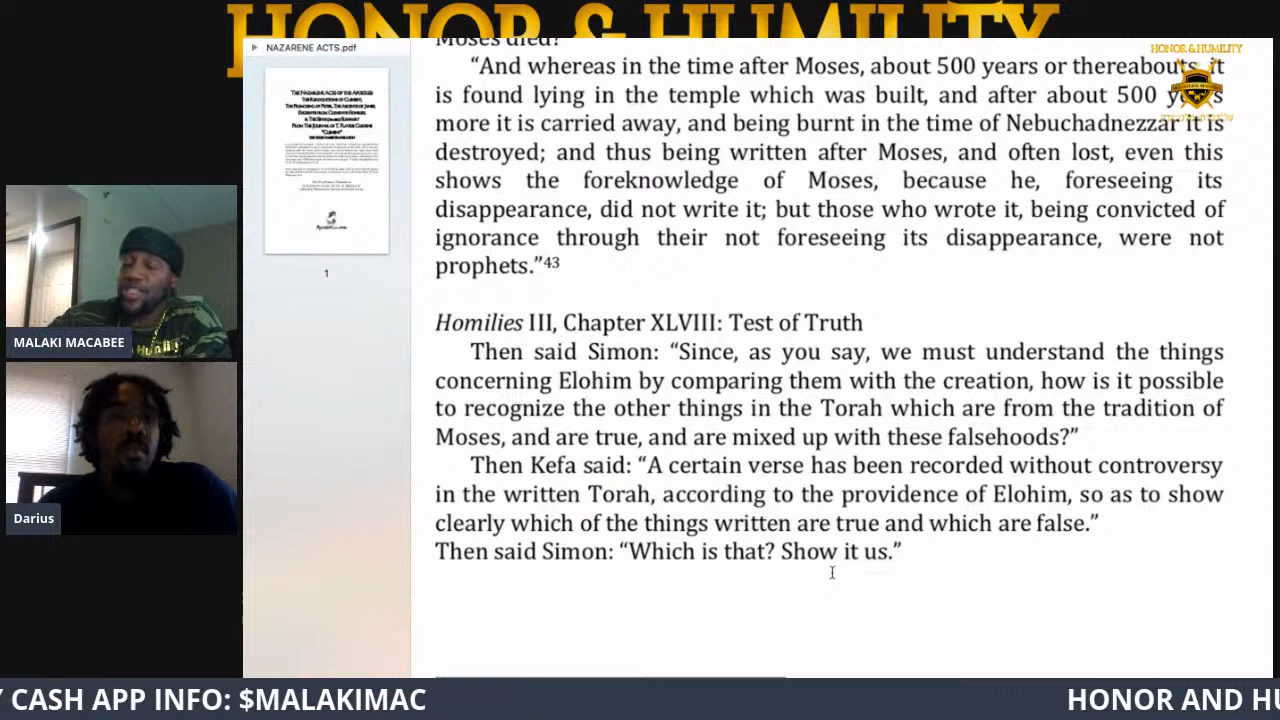 HONOR & HUMILITY
NAZARENE ACTS.pdf
HONOR & HUMILITY
THE NAZARENE ACTS OF THE APOSTLES
1
Moses died?
“And whereas in the time after Moses, about 500 years or thereabouts, it
is found lying in the temple which was built, and after about 500 years
more it is carried away, and being burnt in the time of Nebuchadnezzar it is
destroyed; and thus being written after Moses, and often lost, even this
shows the foreknowledge of Moses, because he, foreseeing its
disappearance, did not write it; but those who wrote it, being convicted of
ignorance through their not foreseeing its disappearance, were not
prophets.”43
Homilies III, Chapter XLVIII: Test of Truth
Then said Simon: “Since, as you say, we must understand the things
concerning Elohim by comparing them with the creation, how is it possible
to recognize the other things in the Torah which are from the tradition of
Moses, and are true, and are mixed up with these falsehoods?”
Then Kefa said: “A certain verse has been recorded without controversy
in the written Torah, according to the providence of Elohim, so as to show
clearly which of the things written are true and which are false.”
Then said Simon: “Which is that? Show it us.”
MALAKI MACABEE
Darius
Y CASH APP INFO: $MALAKIMAC
HONOR AND HU